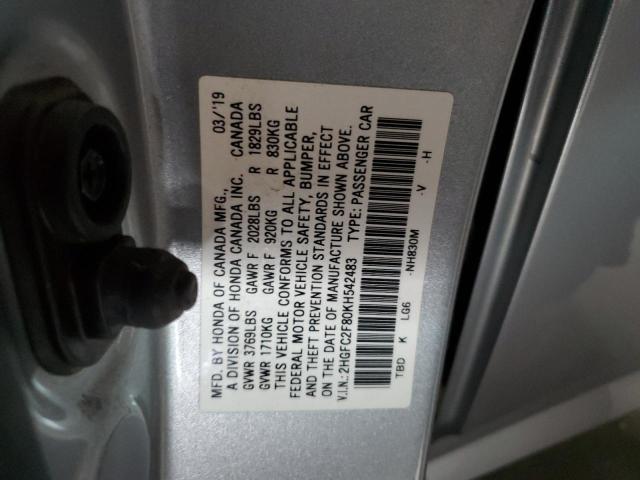 MFD. BY HONDA OF CANADA MFG., 03/'19
A DIVISION OF HONDA CANADA INC. CANADA
GVWR 3769LBS GAWR F 2028LBS R 1829LBS
GVWR 1710KG GAWR F 920KG R 830KG
THIS VEHICLE CONFORMS TO ALL APPLICABLE
FEDERAL MOTOR VEHICLE SAFETY, BUMPER,
AND THEFT PREVENTION STANDARDS IN EFFECT
ON THE DATE OF MANUFACTURE SHOWN ABOVE.
V.I.N.: 2HGFC2F80KH542483 TYPE: PASSENGER CAR
TBD K LG6 -NH830M -V -H